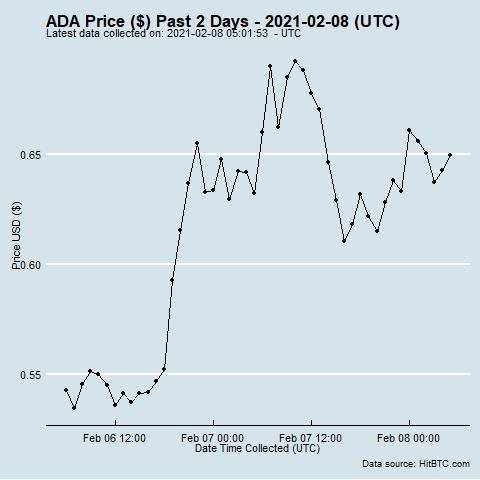 ADA Price ($) Past 2 Days - 2021-02-08 (UTC)
Latest data collected on: 2021-02-08 05:01:53 - UTC
Price USD ($)
0.65
0.60
0.55
Feb 06 12:00
Feb 07 00:00
Feb 07 12:00
Feb 08 00:00
Date Time Collected (UTC)
Data source: HitBTC.com